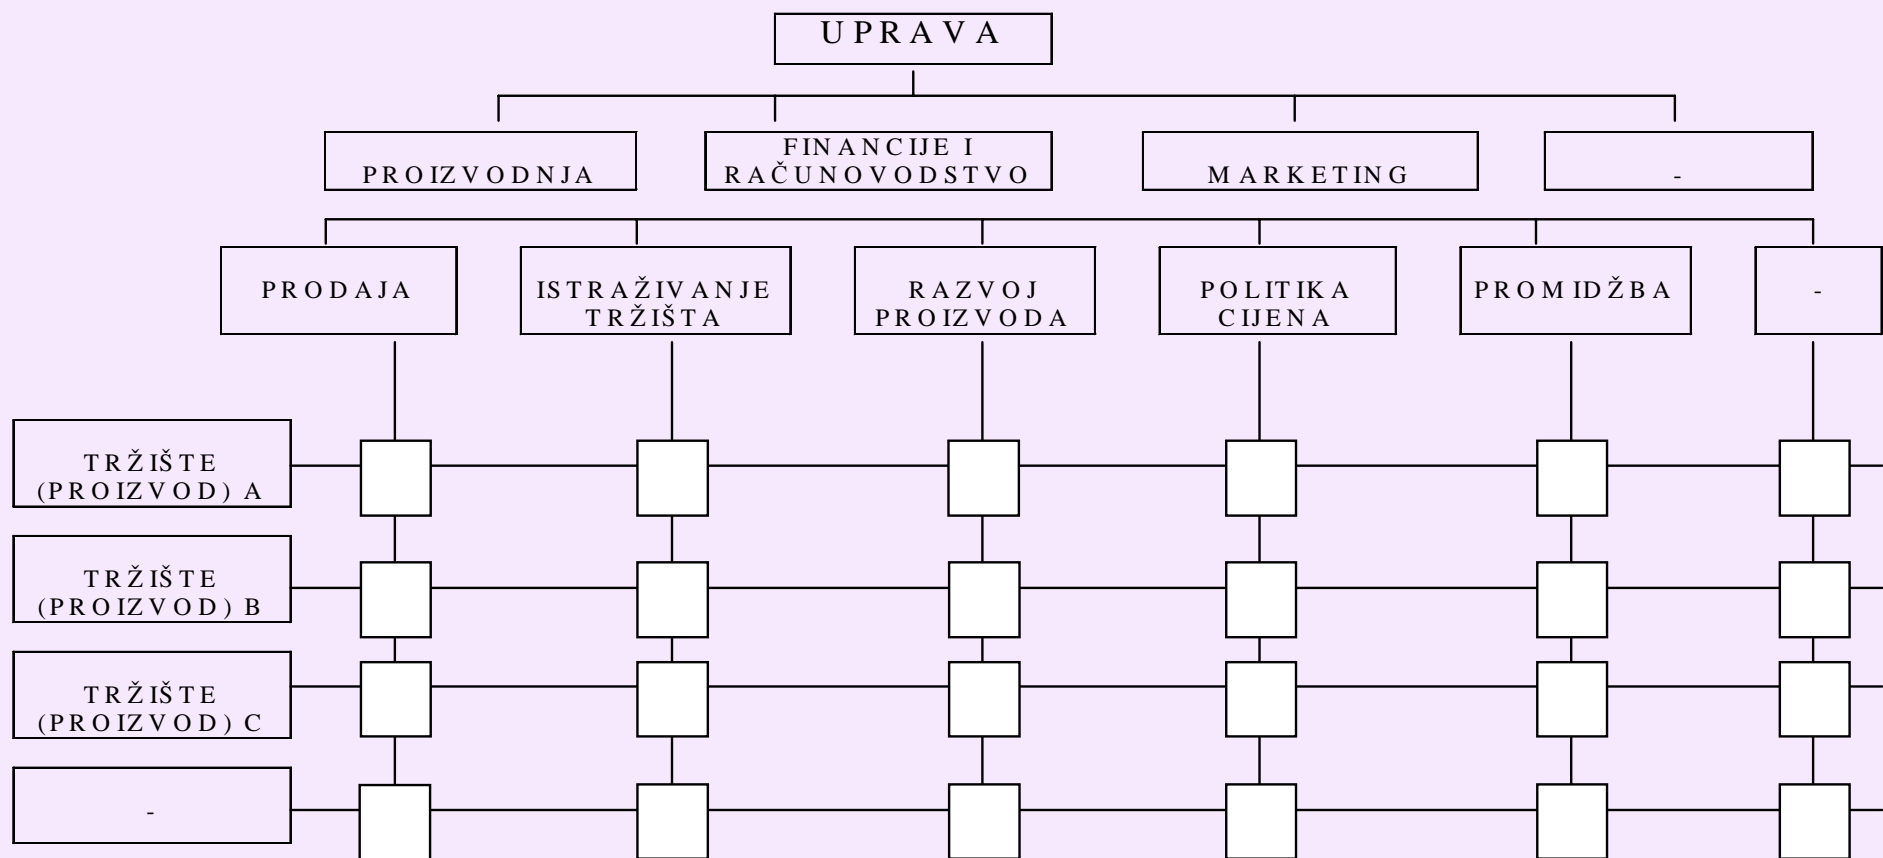 UPRAVA
PROIZVODNJA
FINANCIJE I
RAČUNOVODSTVO
MARKETING
-
PRODAJA
ISTRAŽIVANJE
TRŽIŠTA
RAZVOJ
PROIZVODA
POLITIKA
CIJENA
PROMIDŽBA
-
TRŽIŠTE
(PROIZVOD) A
TRŽIŠTE
(PROIZVOD) B
TRŽIŠTE
(PROIZVOD) C
-